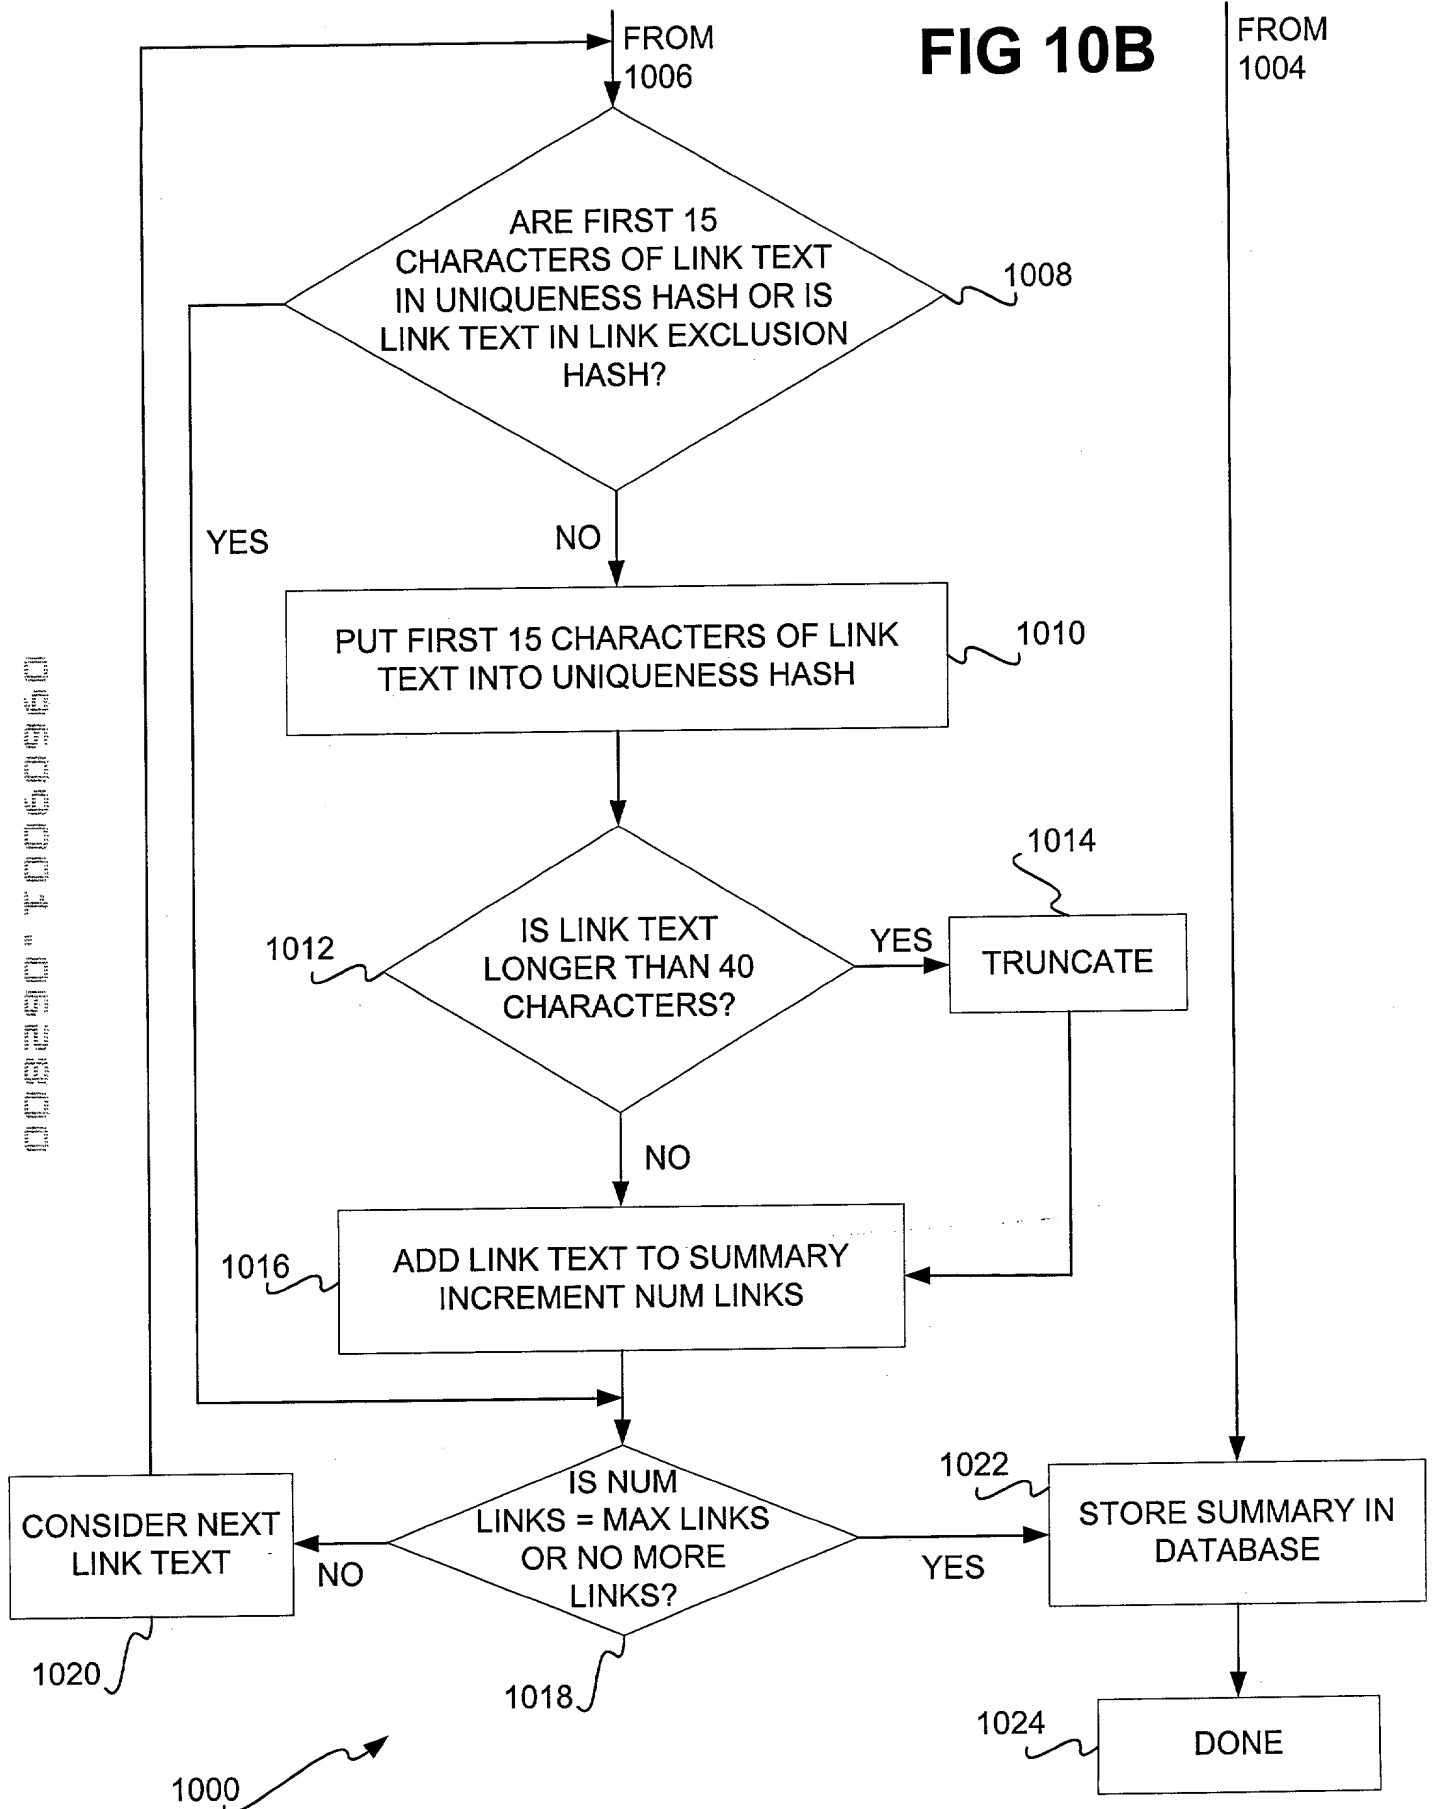 FROM
1006
FIG 10B
FROM
1004
ARE FIRST 15
CHARACTERS OF LINK TEXT
IN UNIQUENESS HASH OR IS
LINK TEXT IN LINK EXCLUSION
HASH?
1008
YES
NO
PUT FIRST 15 CHARACTERS OF LINK
TEXT INTO UNIQUENESS HASH
1010
1012
IS LINK TEXT
LONGER THAN 40
CHARACTERS?
YES
1014
TRUNCATE
NO
1016
ADD LINK TEXT TO SUMMARY
INCREMENT NUM LINKS
IS NUM
LINKS = MAX LINKS
OR NO MORE
LINKS?
1018
NO
CONSIDER NEXT
LINK TEXT
1020
YES
1022
STORE SUMMARY IN
DATABASE
1024
DONE
1000